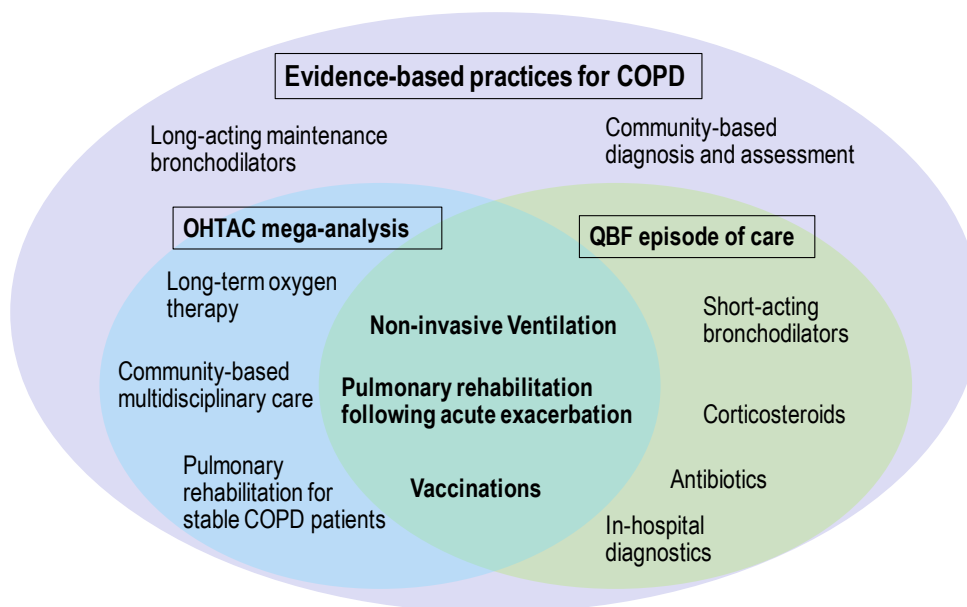 Evidence-based practices for COPD
Long-acting maintenance
bronchodilators
Community-based
diagnosis and assessment
OHTAC mega-analysis
QBF episode of care
Long-term oxygen
therapy
Community-based
multidisciplinary care
Pulmonary
rehabilitation for
stable COPD patients
Non-invasive Ventilation
Pulmonary rehabilitation
following acute exacerbation
Vaccinations
Short-acting
bronchodilators
Corticosteroids
Antibiotics
In-hospital
diagnostics